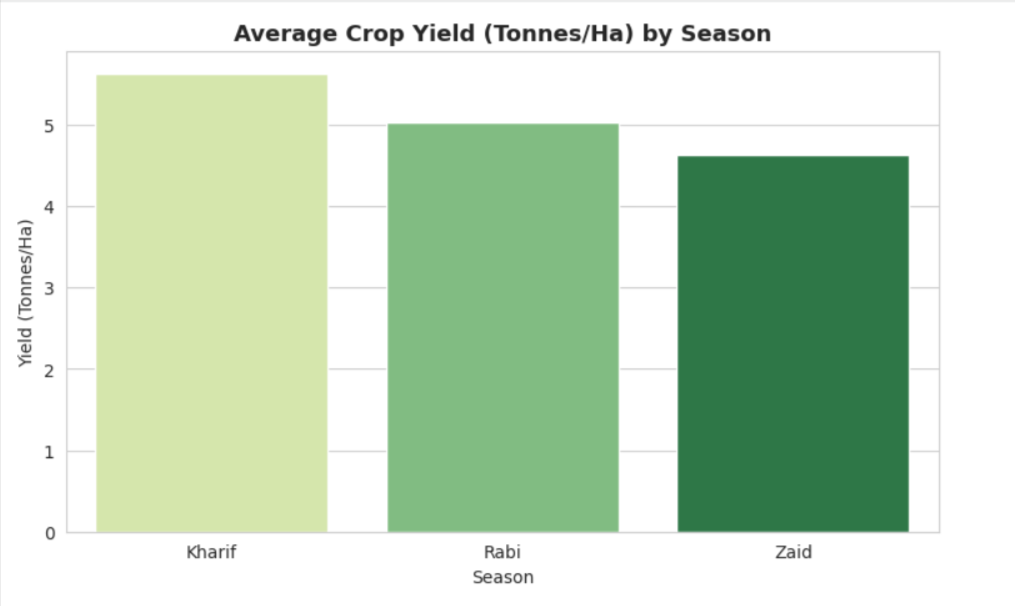 Average Crop Yield (Tonnes/Ha) by Season
Yield (Tonnes/Ha)
5
4
3
2
1
0
Kharif Rabi Zaid
Season